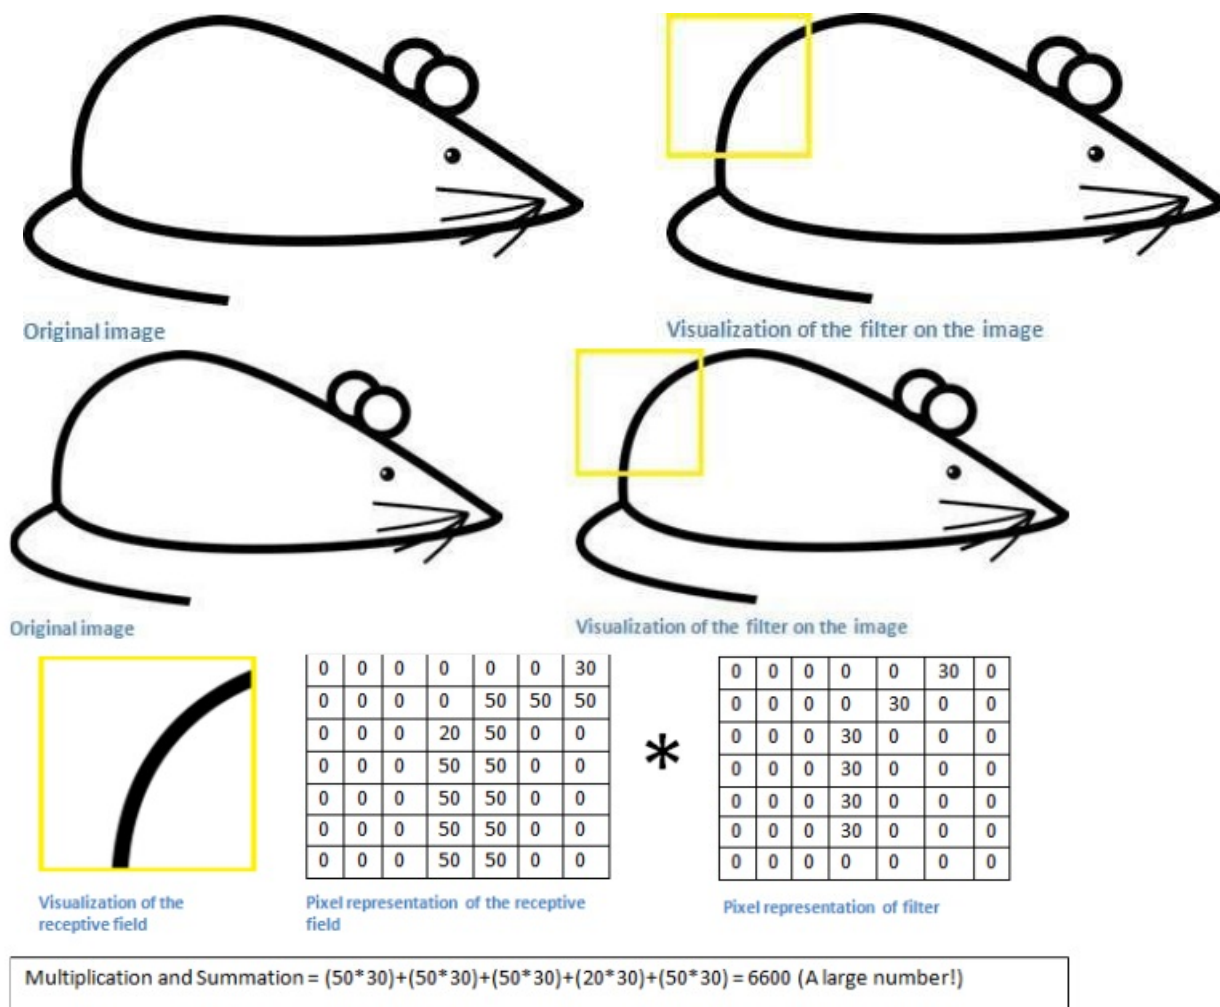 Original image
Visualization of the filter on the image
Original image
Visualization of the filter on the image
0 0 0 0 0 0 30
0 0 0 0 50 50 50
0 0 0 20 50 0 0
0 0 0 50 50 0 0
0 0 0 50 50 0 0
0 0 0 50 50 0 0
0 0 0 50 50 0 0
*
0 0 0 0 0 30 0
0 0 0 0 30 0 0
0 0 0 30 0 0 0
0 0 0 30 0 0 0
0 0 0 30 0 0 0
0 0 0 30 0 0 0
0 0 0 0 0 0 0
Visualization of the
receptive field
Pixel representation of the receptive
field
Pixel representation of filter
Multiplication and Summation = (50*30)+(50*30)+(50*30)+(20*30)+(50*30) = 6600 (A large number!)